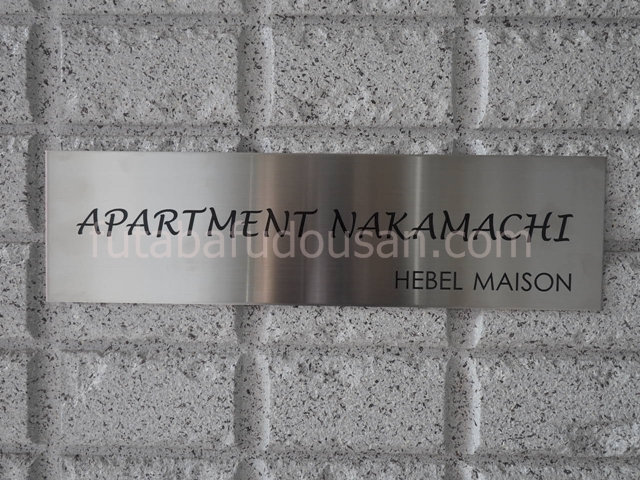 APARTMENT NAKAMACHI
futabafudousan.com
HEBEL MAISON